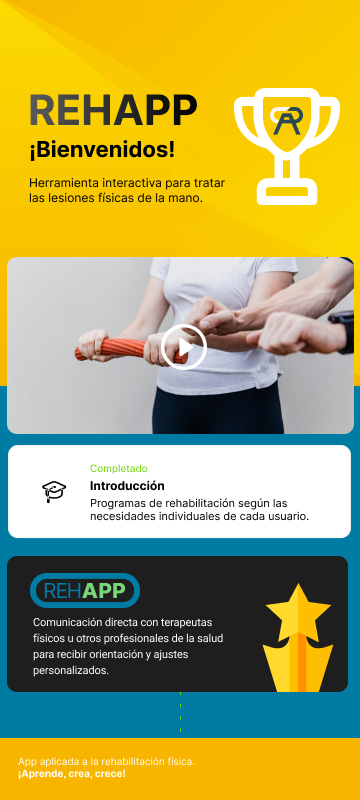 REHAPP
¡Bienvenidos!
Herramienta interactiva para tratar
las lesiones físicas de la mano.
Completado
Introducción
Programas de rehabilitación según las
necesidades individuales de cada usuario.
REHAPP
Comunicación directa con terapeutas
físicos u otros profesionales de la salud
para recibir orientación y ajustes
personalizados.
App aplicada a la rehabilitación física.
¡Aprende, crea, crece!